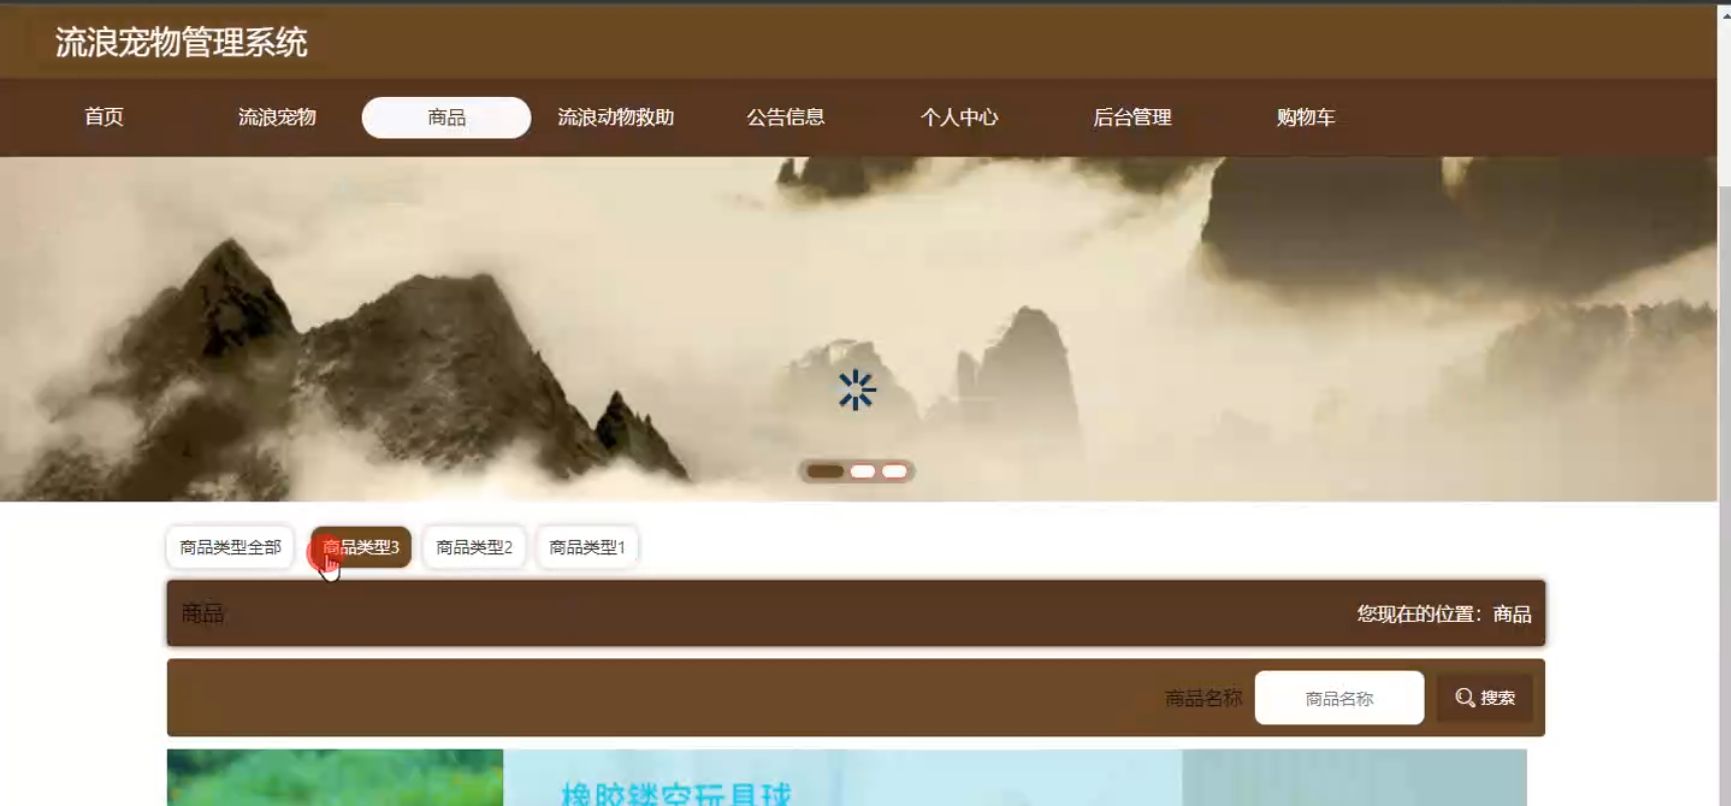 流浪宠物管理系统
首页 流浪宠物 商品 流浪动物救助 公告信息 个人中心 后台管理 购物车
商品类型全部 商品类型3 商品类型2 商品类型1
商品 您现在的位置：商品
商品名称 商品名称 搜索
橡胶镂空玩具球